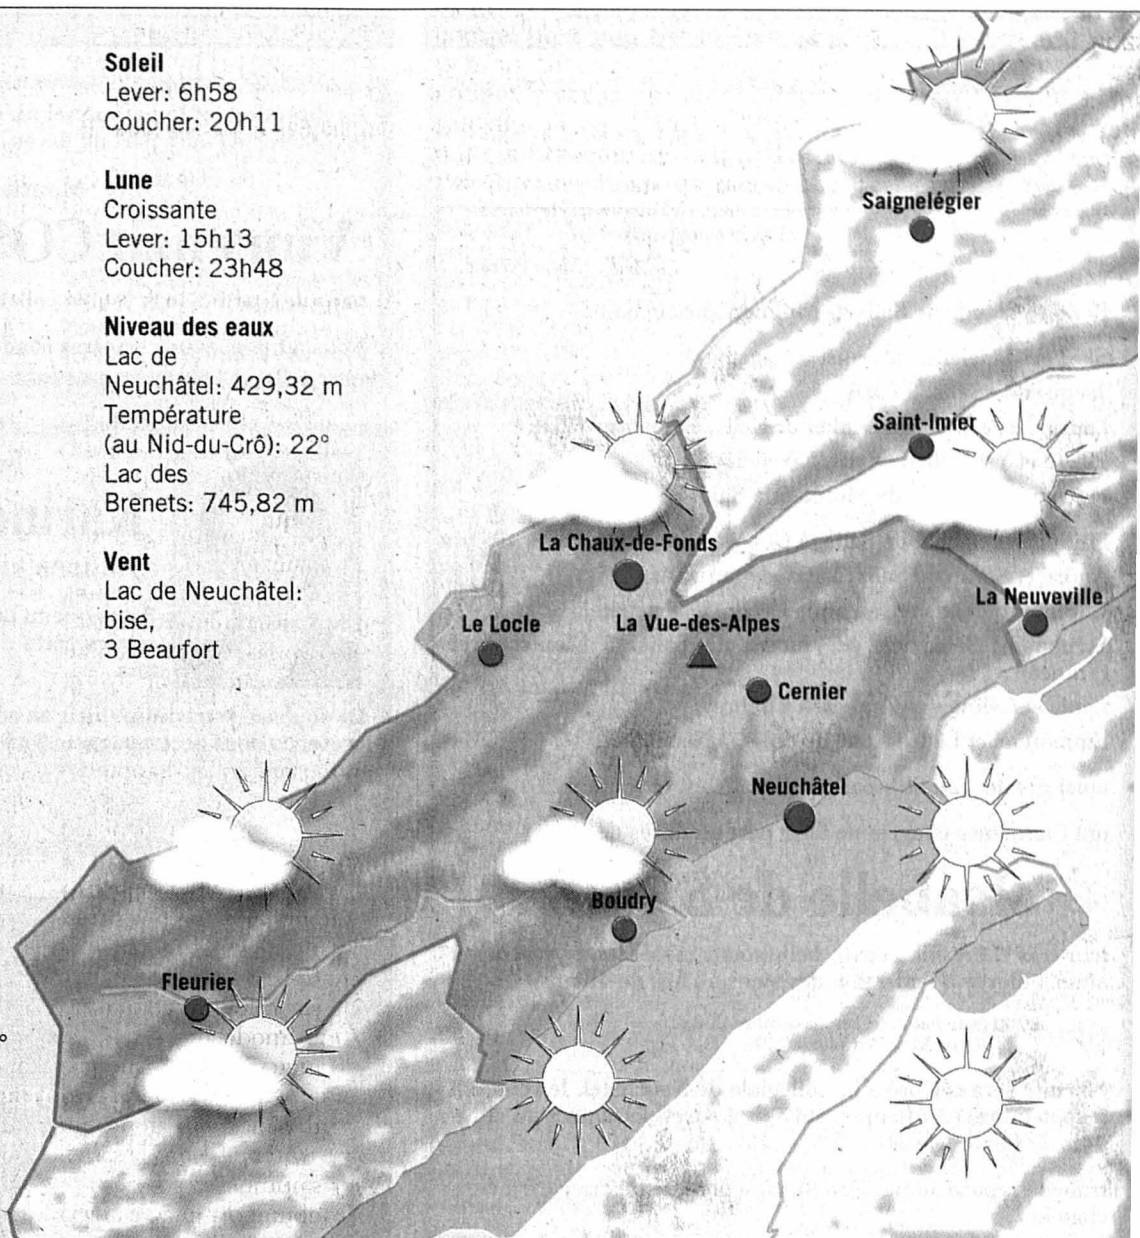 Soleil
Lever: 6h58
Coucher: 20h11
Lune
Croissante
Lever: 15h13
Coucher: 23h48
Niveau des eaux
Lac de
Neuchâtel: 429,32 m
Température
(au Nid-du-Crô): 22°
Lac des
Brenets: 745,82 m
Vent
Lac de Neuchâtel:
bise,
3 Beaufort
Saignelégier
Saint-Imier
La Chaux-de-Fonds
La Neuveville
Le Locle
La Vue-des-Alpes
Cernier
Neuchâtel
Boudry
Fleurier